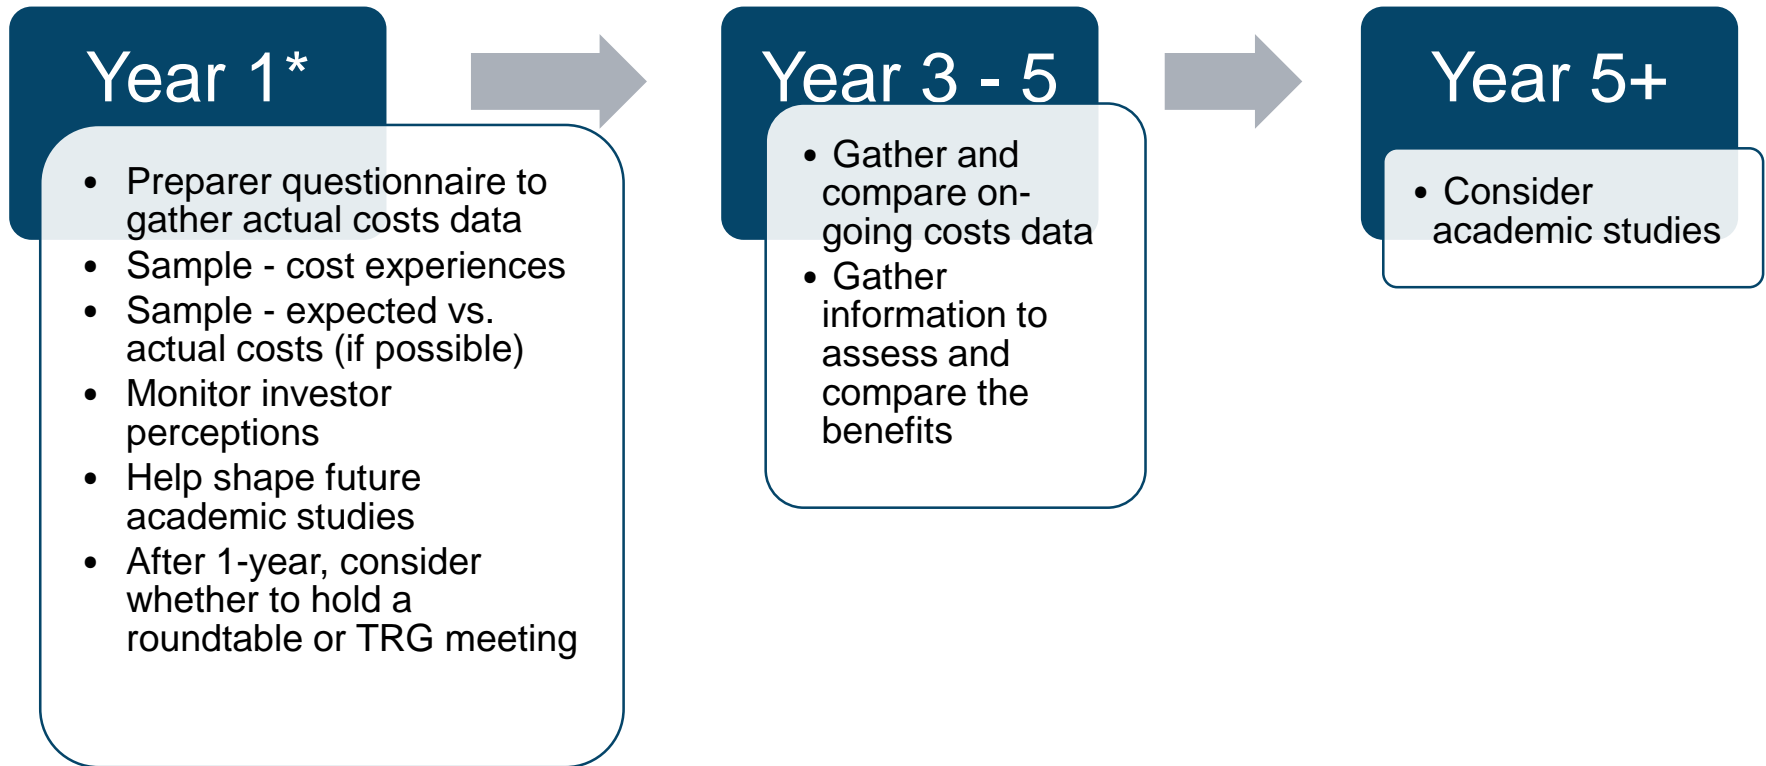 Year 1*
• Preparer questionnaire to
gather actual costs data
• Sample - cost experiences
• Sample - expected vs.
actual costs (if possible)
• Monitor investor
perceptions
• Help shape future
academic studies
• After 1-year, consider
whether to hold a
roundtable or TRG meeting
Year 3 - 5
• Gather and
compare on-
going costs data
• Gather
information to
assess and
compare the
benefits
Year 5+
• Consider
academic studies